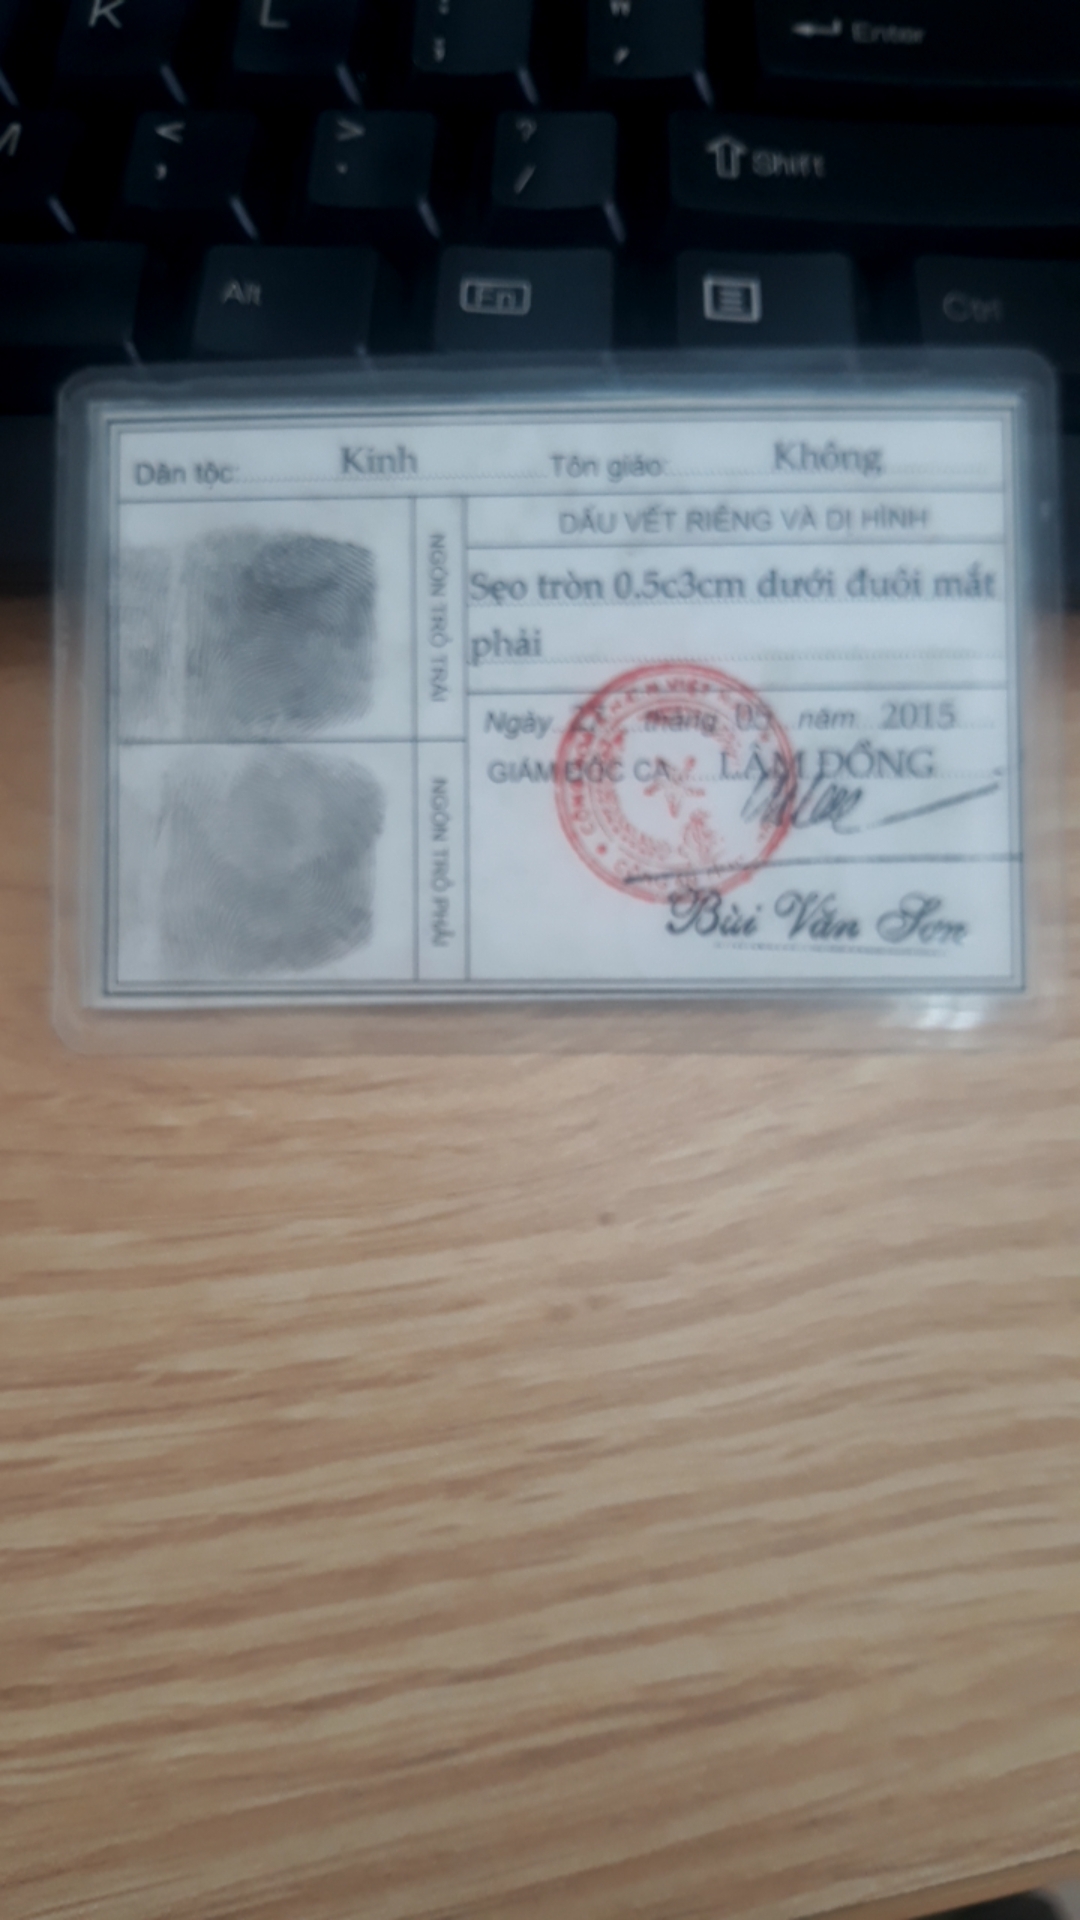 K L : ; " , Enter
M < , > . ? / Shift
Alt Fn Ctrl
Dân tộc: Kinh Tôn giáo: Không
NGÓN TRỎ TRÁI
NGÓN TRỎ PHẢI
DẤU VẾT RIÊNG VÀ DỊ HÌNH
Sẹo tròn 0.5c3cm dưới đuôi mắt
phải
Ngày tháng 05 năm 2015
GIÁM ĐỐC CA LÂM ĐỒNG
Bùi Văn Sơn